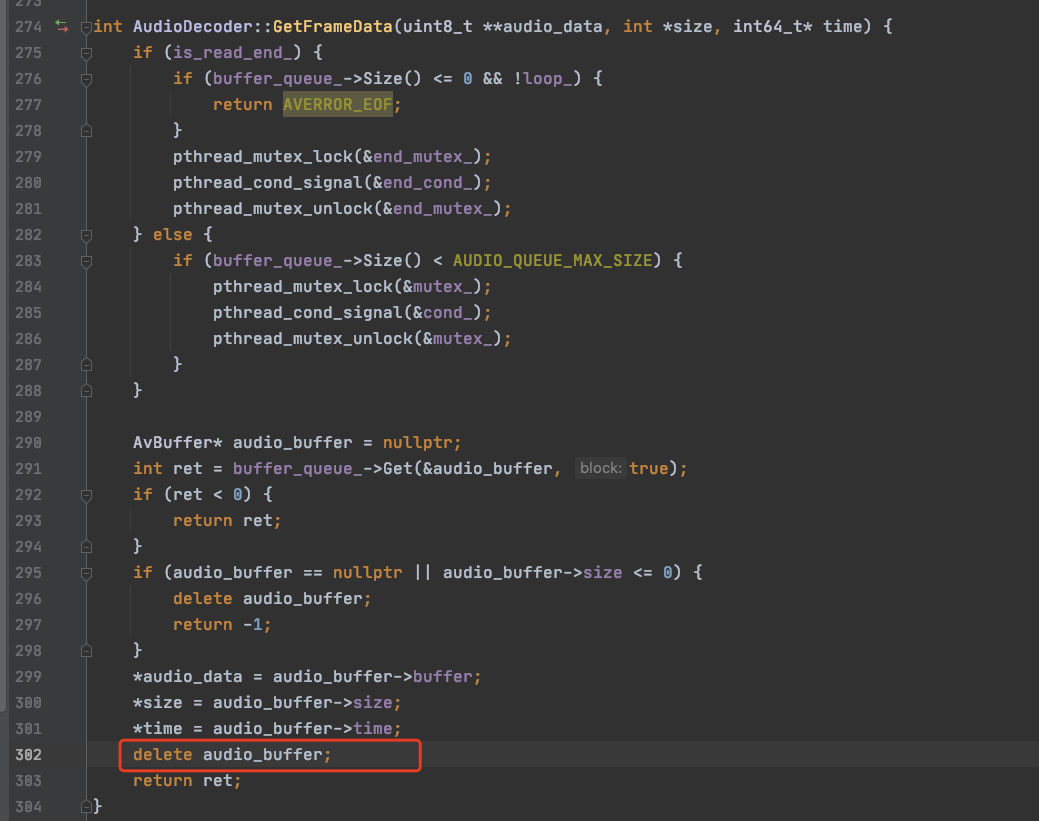 273
274 int AudioDecoder::GetFrameData(uint8_t **audio_data, int *size, int64_t* time) {
275 if (is_read_end_) {
276 if (buffer_queue_->Size() <= 0 && !loop_) {
277 return AVERROR_EOF;
278 }
279 pthread_mutex_lock(&end_mutex_);
280 pthread_cond_signal(&end_cond_);
281 pthread_mutex_unlock(&end_mutex_);
282 } else {
283 if (buffer_queue_->Size() < AUDIO_QUEUE_MAX_SIZE) {
284 pthread_mutex_lock(&mutex_);
285 pthread_cond_signal(&cond_);
286 pthread_mutex_unlock(&mutex_);
287 }
288 }
289
290 AvBuffer* audio_buffer = nullptr;
291 int ret = buffer_queue_->Get(&audio_buffer, block: true);
292 if (ret < 0) {
293 return ret;
294 }
295 if (audio_buffer == nullptr || audio_buffer->size <= 0) {
296 delete audio_buffer;
297 return -1;
298 }
299 *audio_data = audio_buffer->buffer;
300 *size = audio_buffer->size;
301 *time = audio_buffer->time;
302 delete audio_buffer;
303 return ret;
304 }